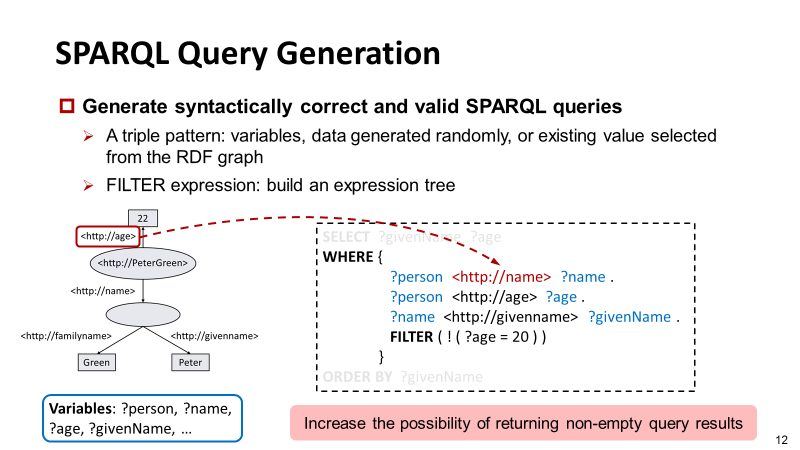 SPARQL Query Generation
Generate syntactically correct and valid SPARQL queries
A triple pattern: variables, data generated randomly, or existing value selected
from the RDF graph
FILTER expression: build an expression tree
22
<http://age>
<http://PeterGreen>
<http://name>
<http://familyname>
<http://givenname>
Green
Peter
Variables: ?person, ?name,
?age, ?givenName, …
SELECT ?givenName, ?age
WHERE {
?person <http://name> ?name .
?person <http://age> ?age .
?name <http://givenname> ?givenName .
FILTER ( ! ( ?age = 20 ) )
}
ORDER BY ?givenName
Increase the possibility of returning non-empty query results
12